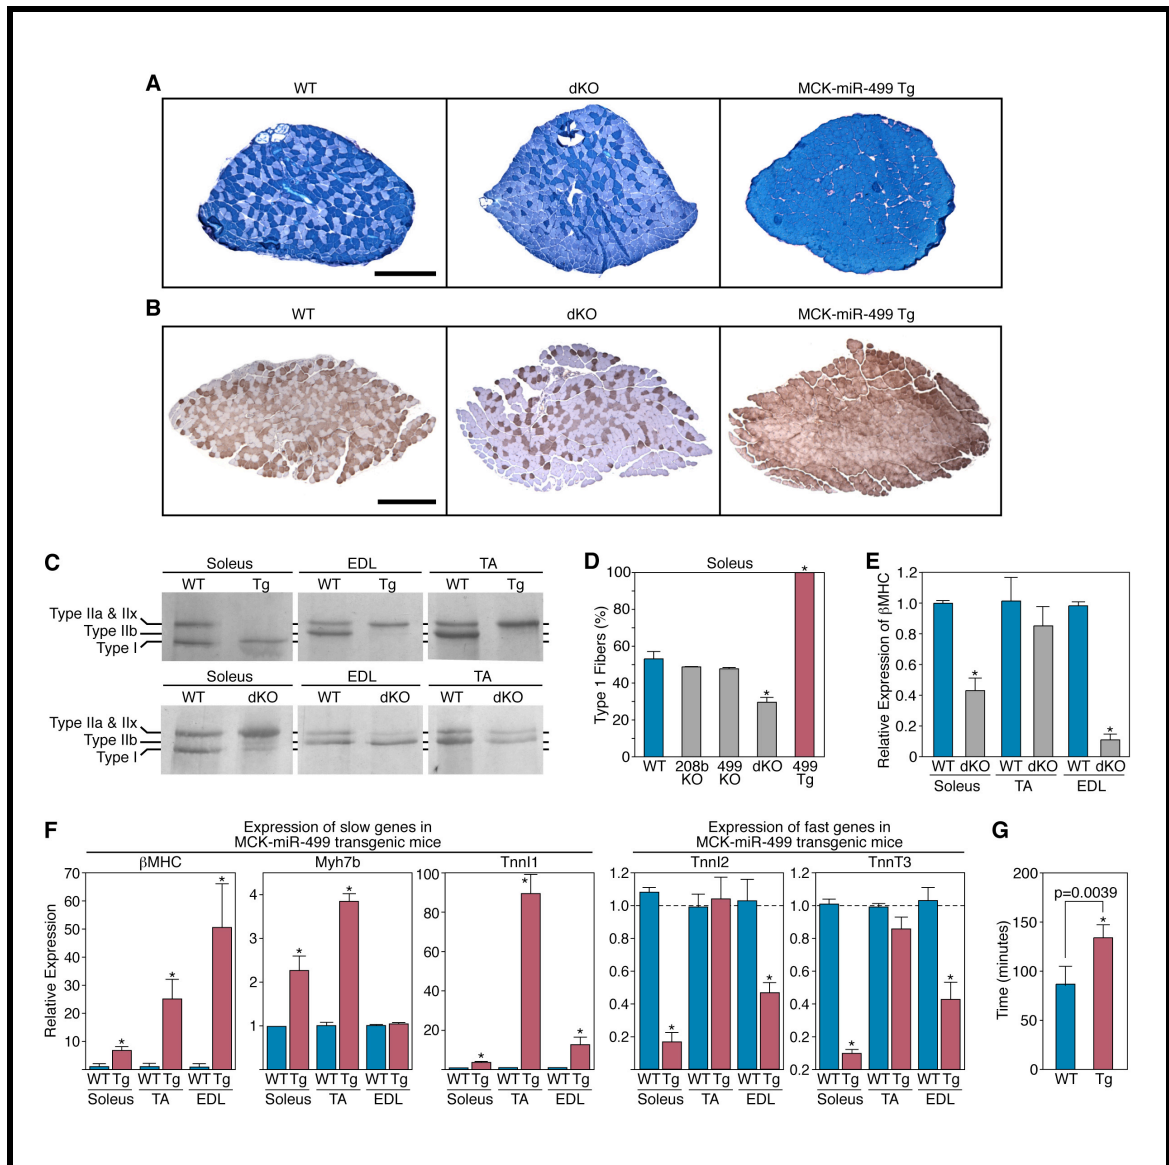 A
WT dKO MCK-miR-499 Tg
B
WT dKO MCK-miR-499 Tg
C
Soleus EDL TA
WT Tg WT Tg WT Tg
Type IIa & IIx
Type IIb
Type I
Soleus EDL TA
WT dKO WT dKO WT dKO
Type IIa & IIx
Type IIb
Type I
D
Soleus
Type 1 Fibers (%)
100
80
60
40
20
0
*
*
WT 208b KO 499 KO dKO 499 Tg
E
Relative Expression of βMHC
1.2
1.0
0.8
0.6
0.4
0.2
0
*
*
WT dKO WT dKO WT dKO
Soleus TA EDL
F
Expression of slow genes in
MCK-miR-499 transgenic mice
βMHC Myh7b TnnI1
Relative Expression
70
60
50
40
30
20
10
*
*
*
WT Tg WT Tg WT Tg
Soleus TA EDL
4
3
2
1
*
*
WT Tg WT Tg WT Tg
Soleus TA EDL
100
80
60
40
20
*
*
*
WT Tg WT Tg WT Tg
Soleus TA EDL
Expression of fast genes in
MCK-miR-499 transgenic mice
TnnI2 TnnT3
1.2
1.0
1.2
0.6
0.4
0.2
*
*
WT Tg WT Tg WT Tg
Soleus TA EDL
1.2
1.0
0.8
0.6
0.4
0.2
*
*
WT Tg WT Tg WT Tg
Soleus TA EDL
G
Time (minutes)
200
150
100
50
0
p=0.0039
*
WT Tg